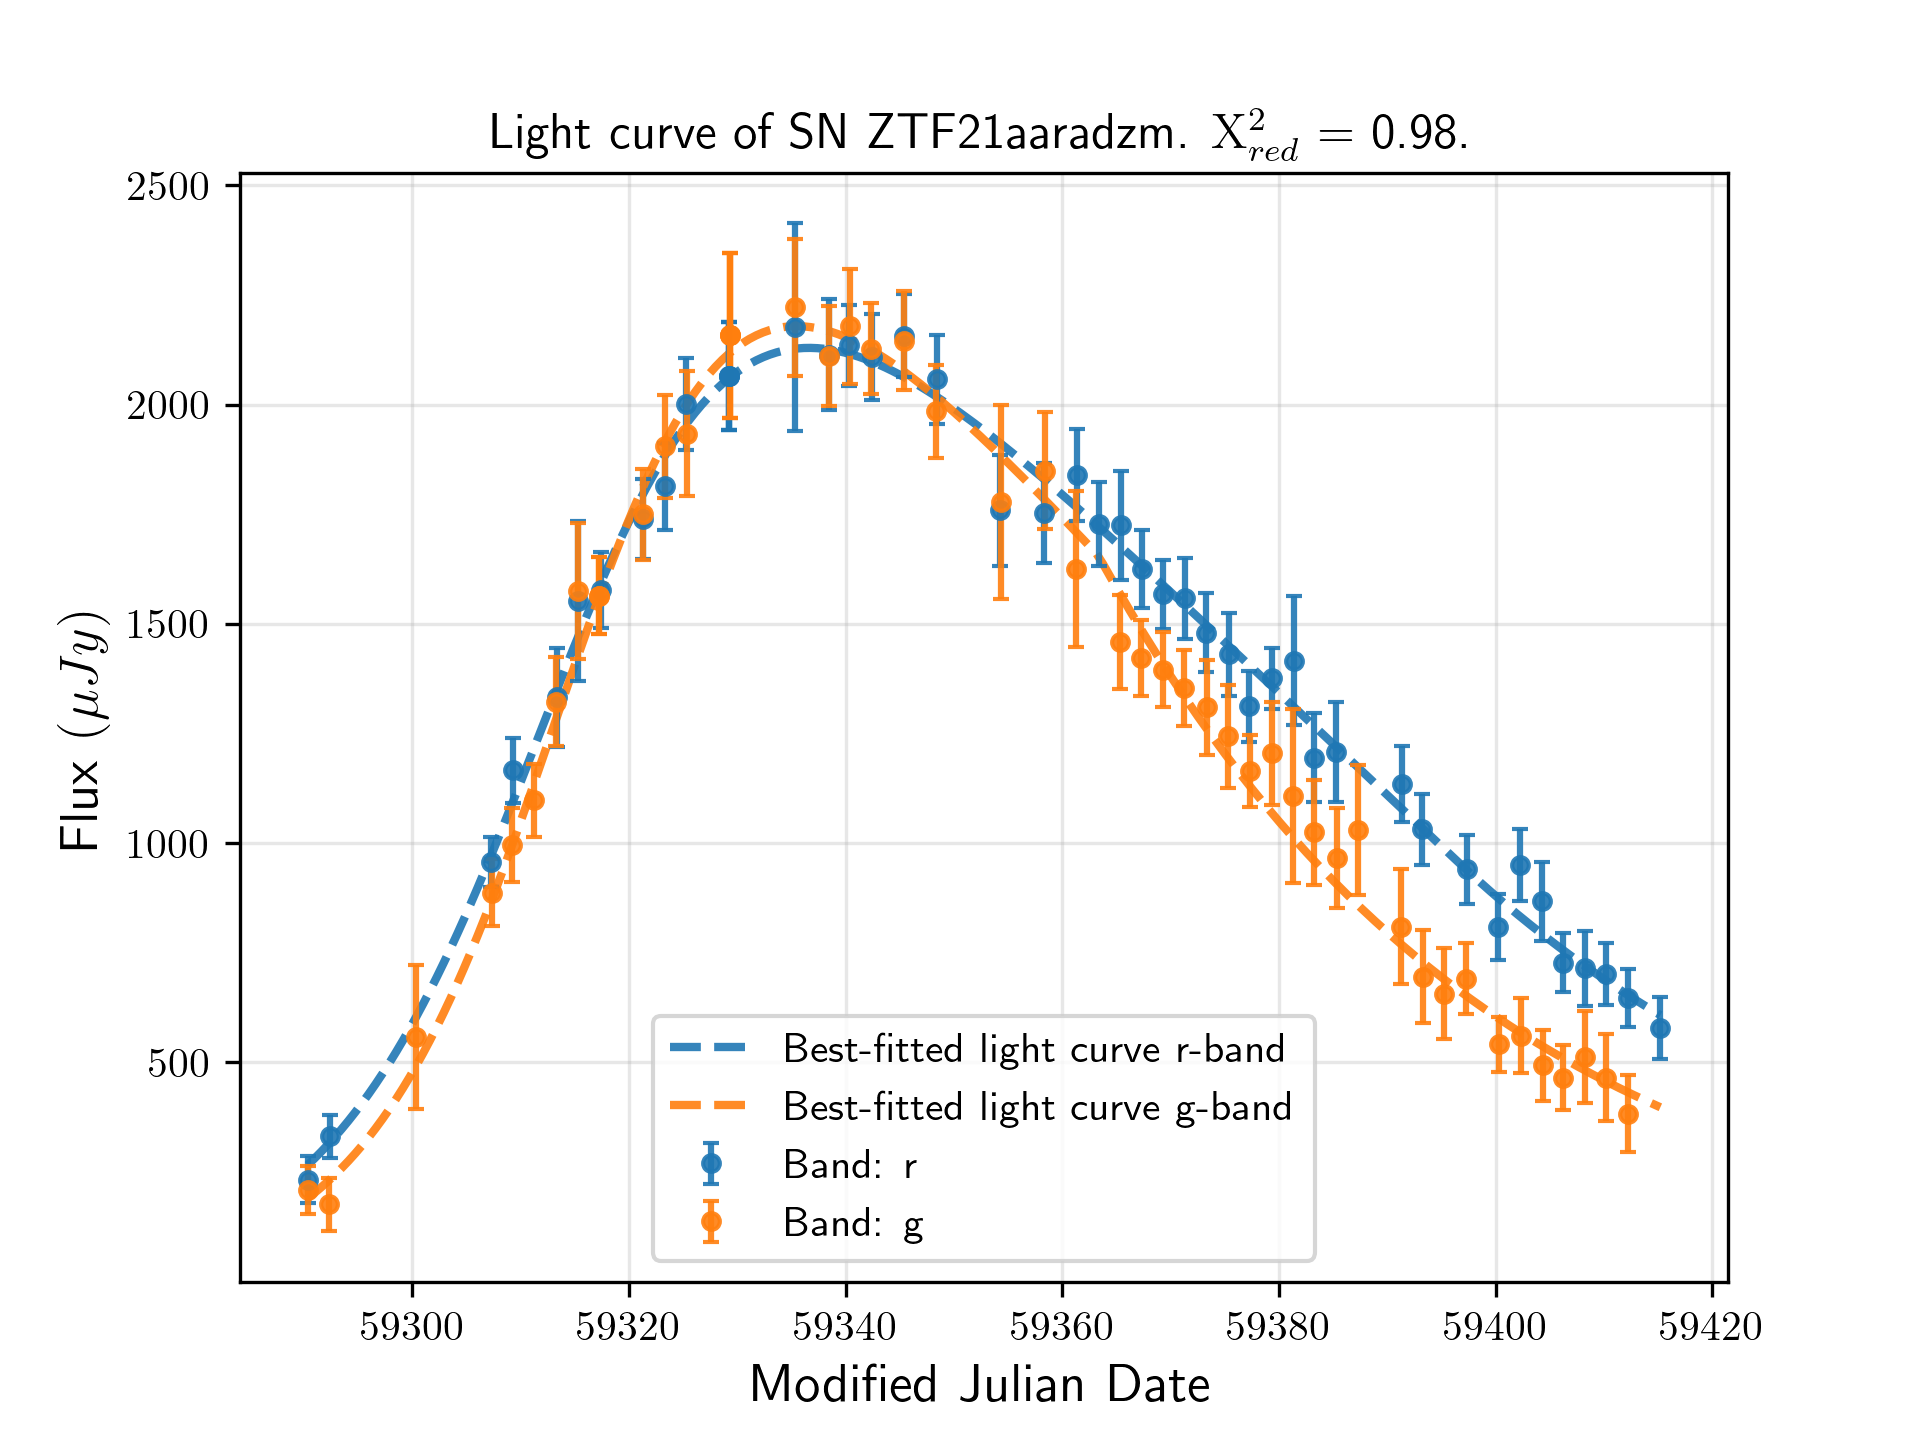 Light curve of SN ZTF21aaradzm. X²_red = 0.98.
2500
2000
1500
1000
500
Flux (μJy)
Best-fitted light curve r-band
Best-fitted light curve g-band
Band: r
Band: g
59300 59320 59340 59360 59380 59400 59420
Modified Julian Date